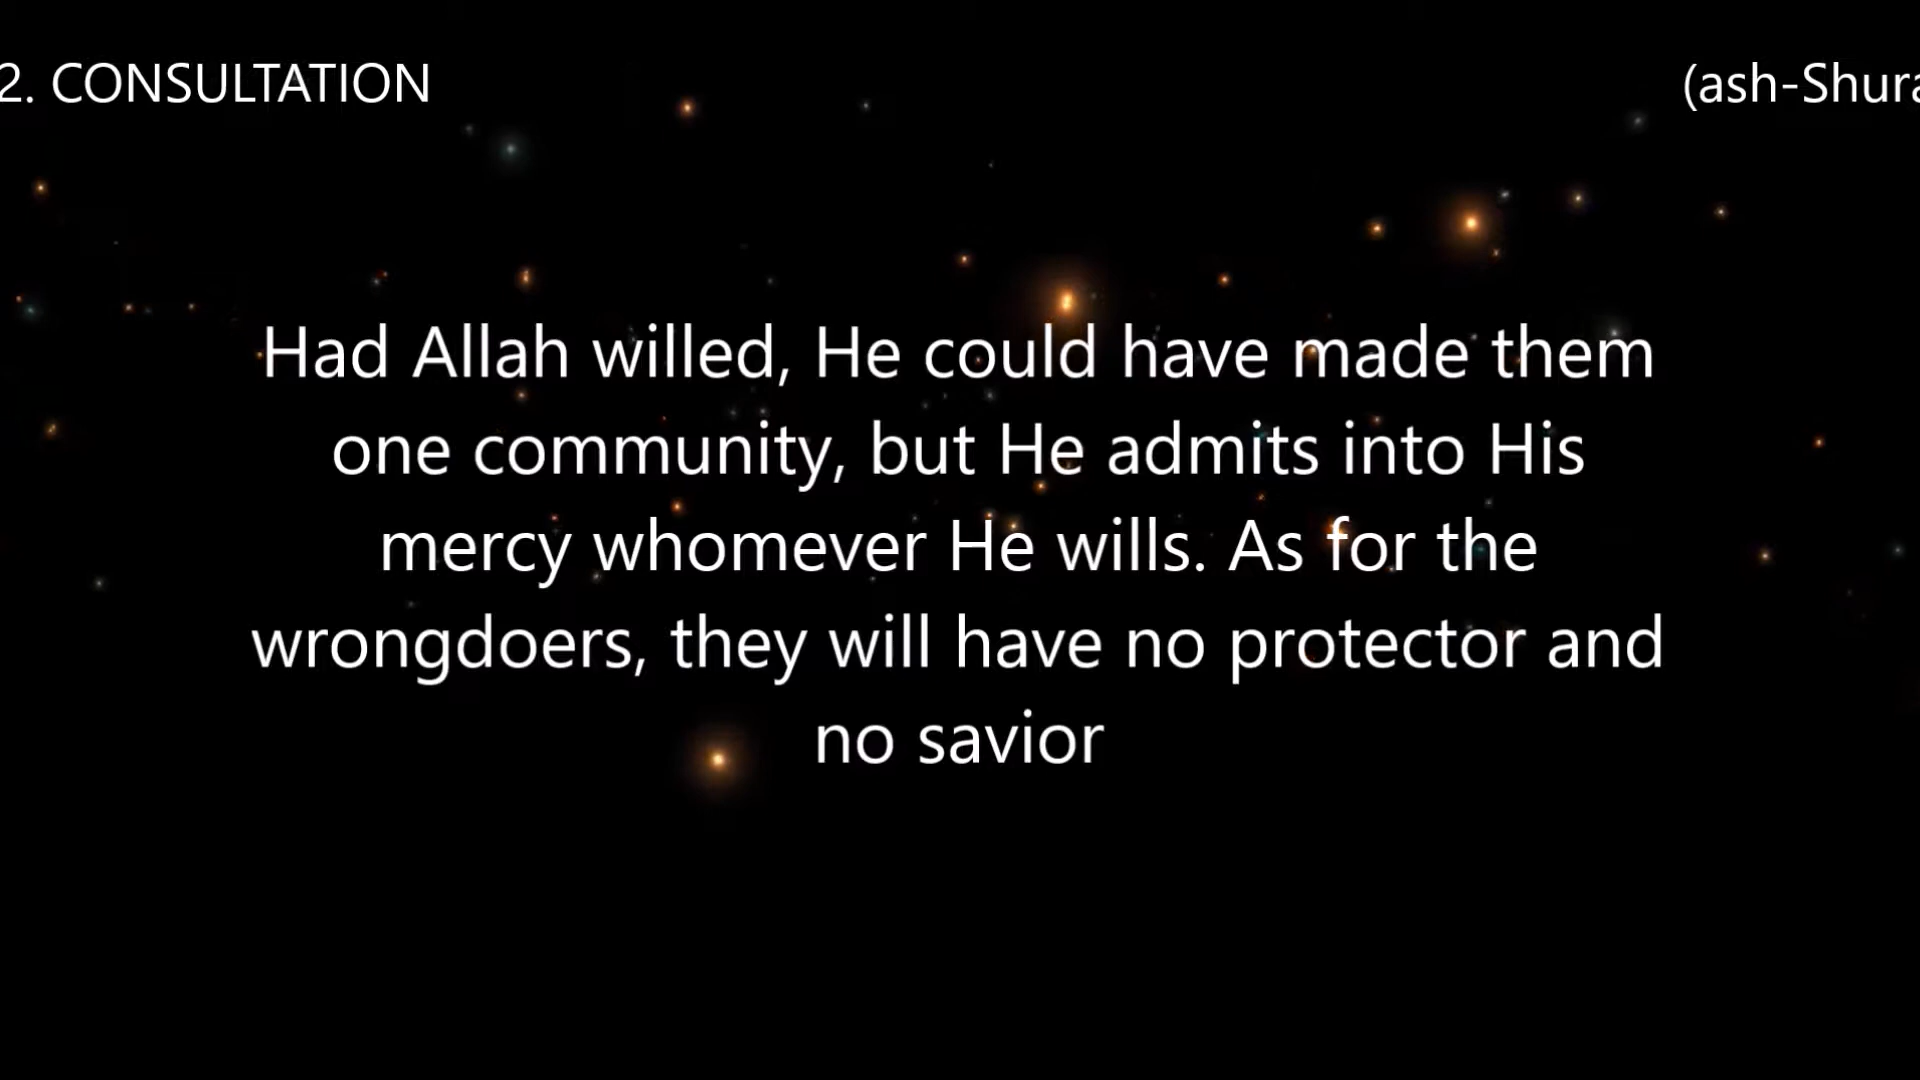 2. CONSULTATION
(ash-Shura
Had Allah willed, He could have made them
one community, but He admits into His
mercy whomever He wills. As for the
wrongdoers, they will have no protector and
no savior